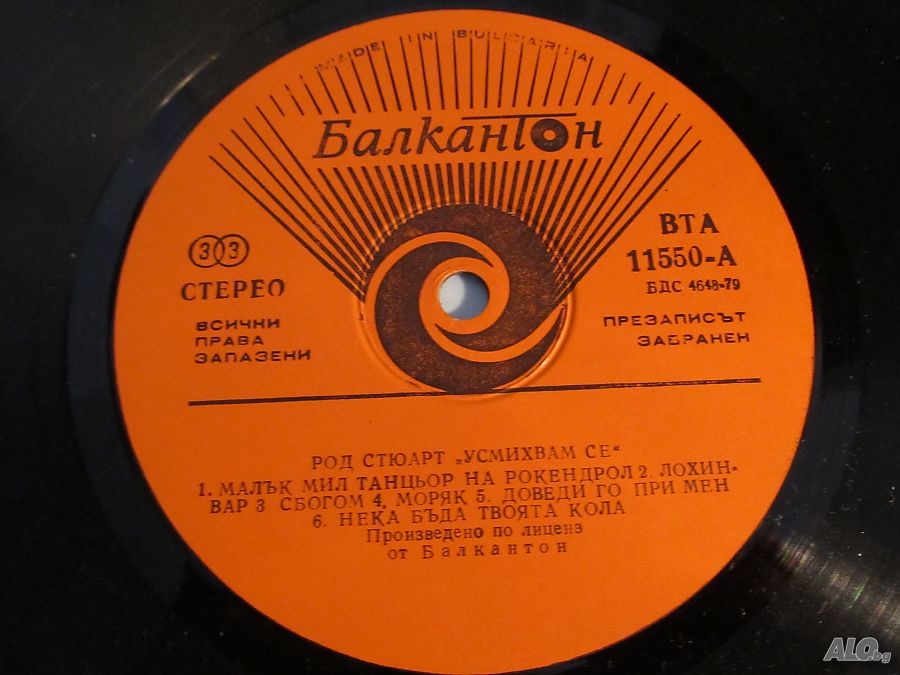 MADE IN BULGARIA
Балкантон
33
СТЕРЕО
ВСИЧКИ
ПРАВА
ЗАПАЗЕНИ
ВТА
11550-А
БДС 4648-79
ПРЕЗАПИСЪТ
ЗАБРАНЕН
РОД СТЮАРТ „УСМИХВАМ СЕ“
1. МАЛЪК МИЛ ТАНЦЬОР НА РОКЕНДРОЛ 2. ЛОХИН-
ВАР 3 СБОГОМ 4. МОРЯК 5. ДОВЕДИ ГО ПРИ МЕН
6. НЕКА БЪДА ТВОЯТА КОЛА
Произведено по лиценз
от Балкантон
ALO.bg